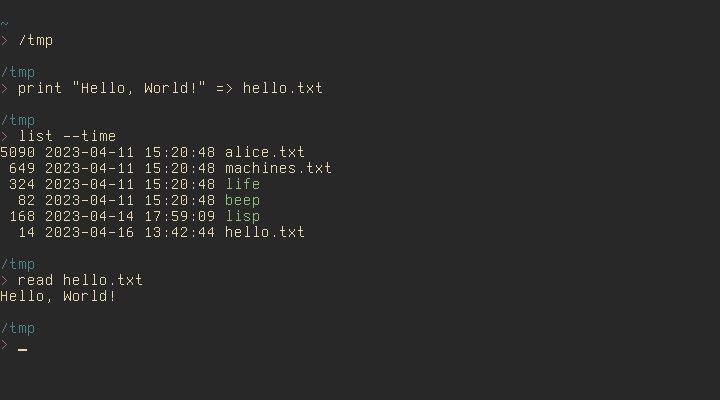 ~
> /tmp
/tmp
> print "Hello, World!" => hello.txt
/tmp
> list --time
5090 2023-04-11 15:20:48 alice.txt
 649 2023-04-11 15:20:48 machines.txt
 324 2023-04-11 15:20:48 life
  82 2023-04-11 15:20:48 beep
 168 2023-04-14 17:59:09 lisp
  14 2023-04-16 13:42:44 hello.txt
/tmp
> read hello.txt
Hello, World!
/tmp
> _